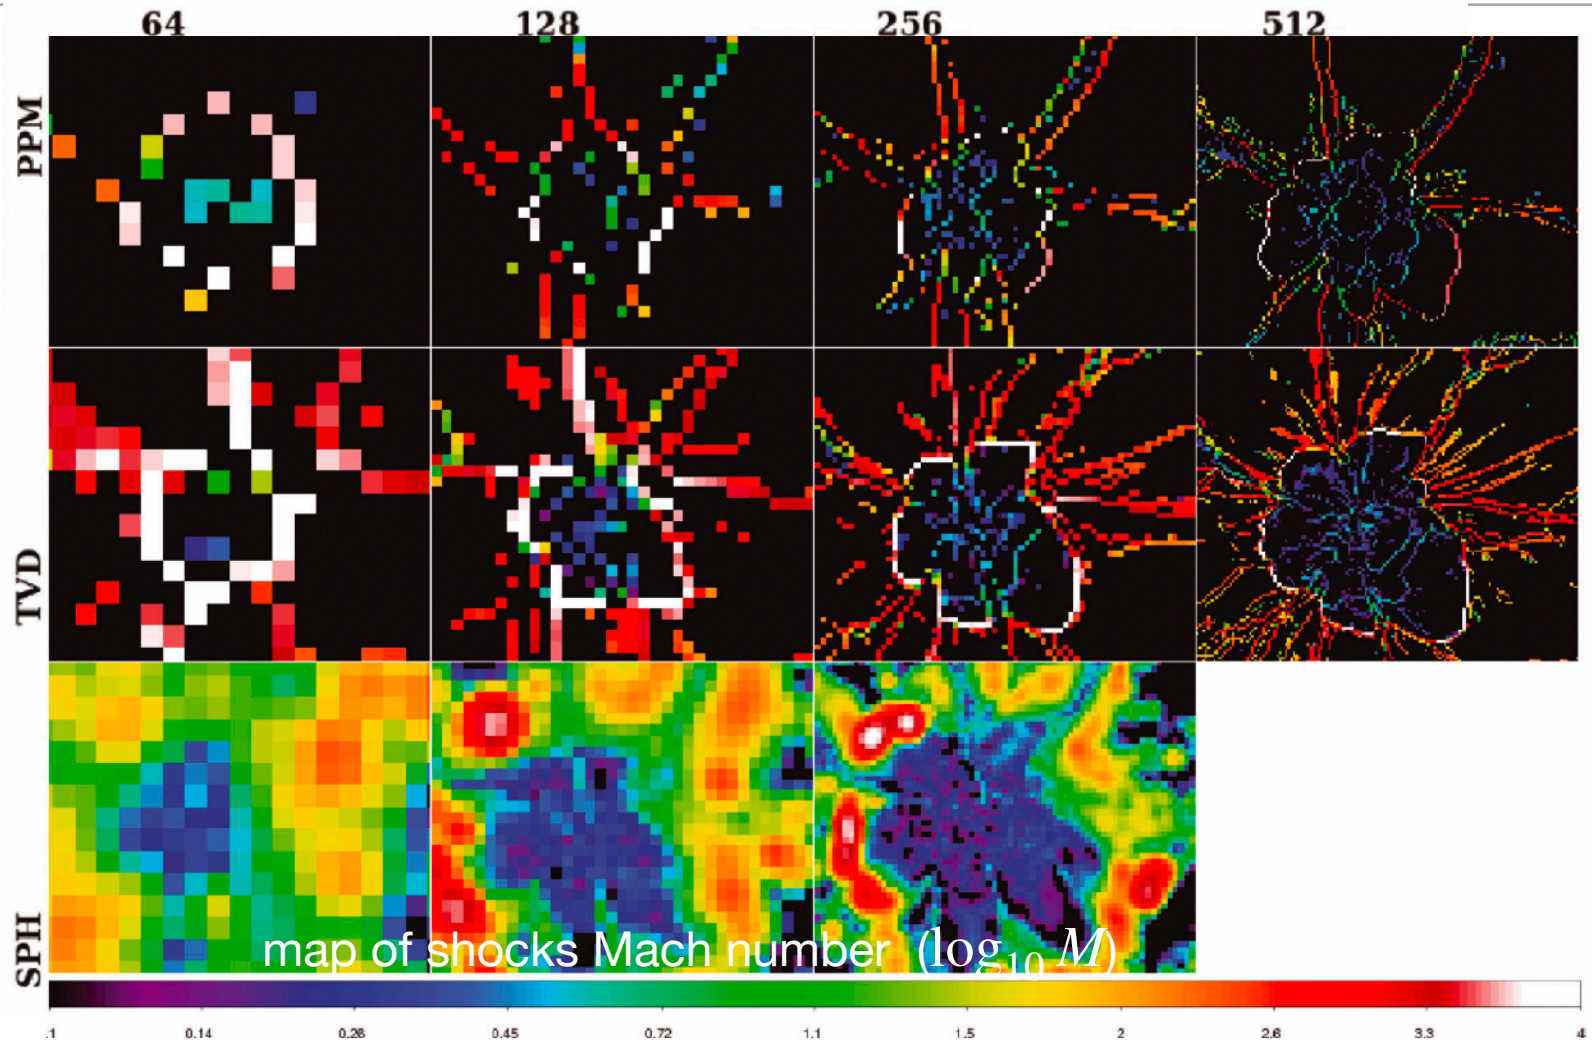 64 128 256 512
PPM
TVD
SPH
map of shocks Mach number (log10 M)
.1 0.14 0.26 0.45 0.72 1.1 1.5 2 2.6 3.3 4